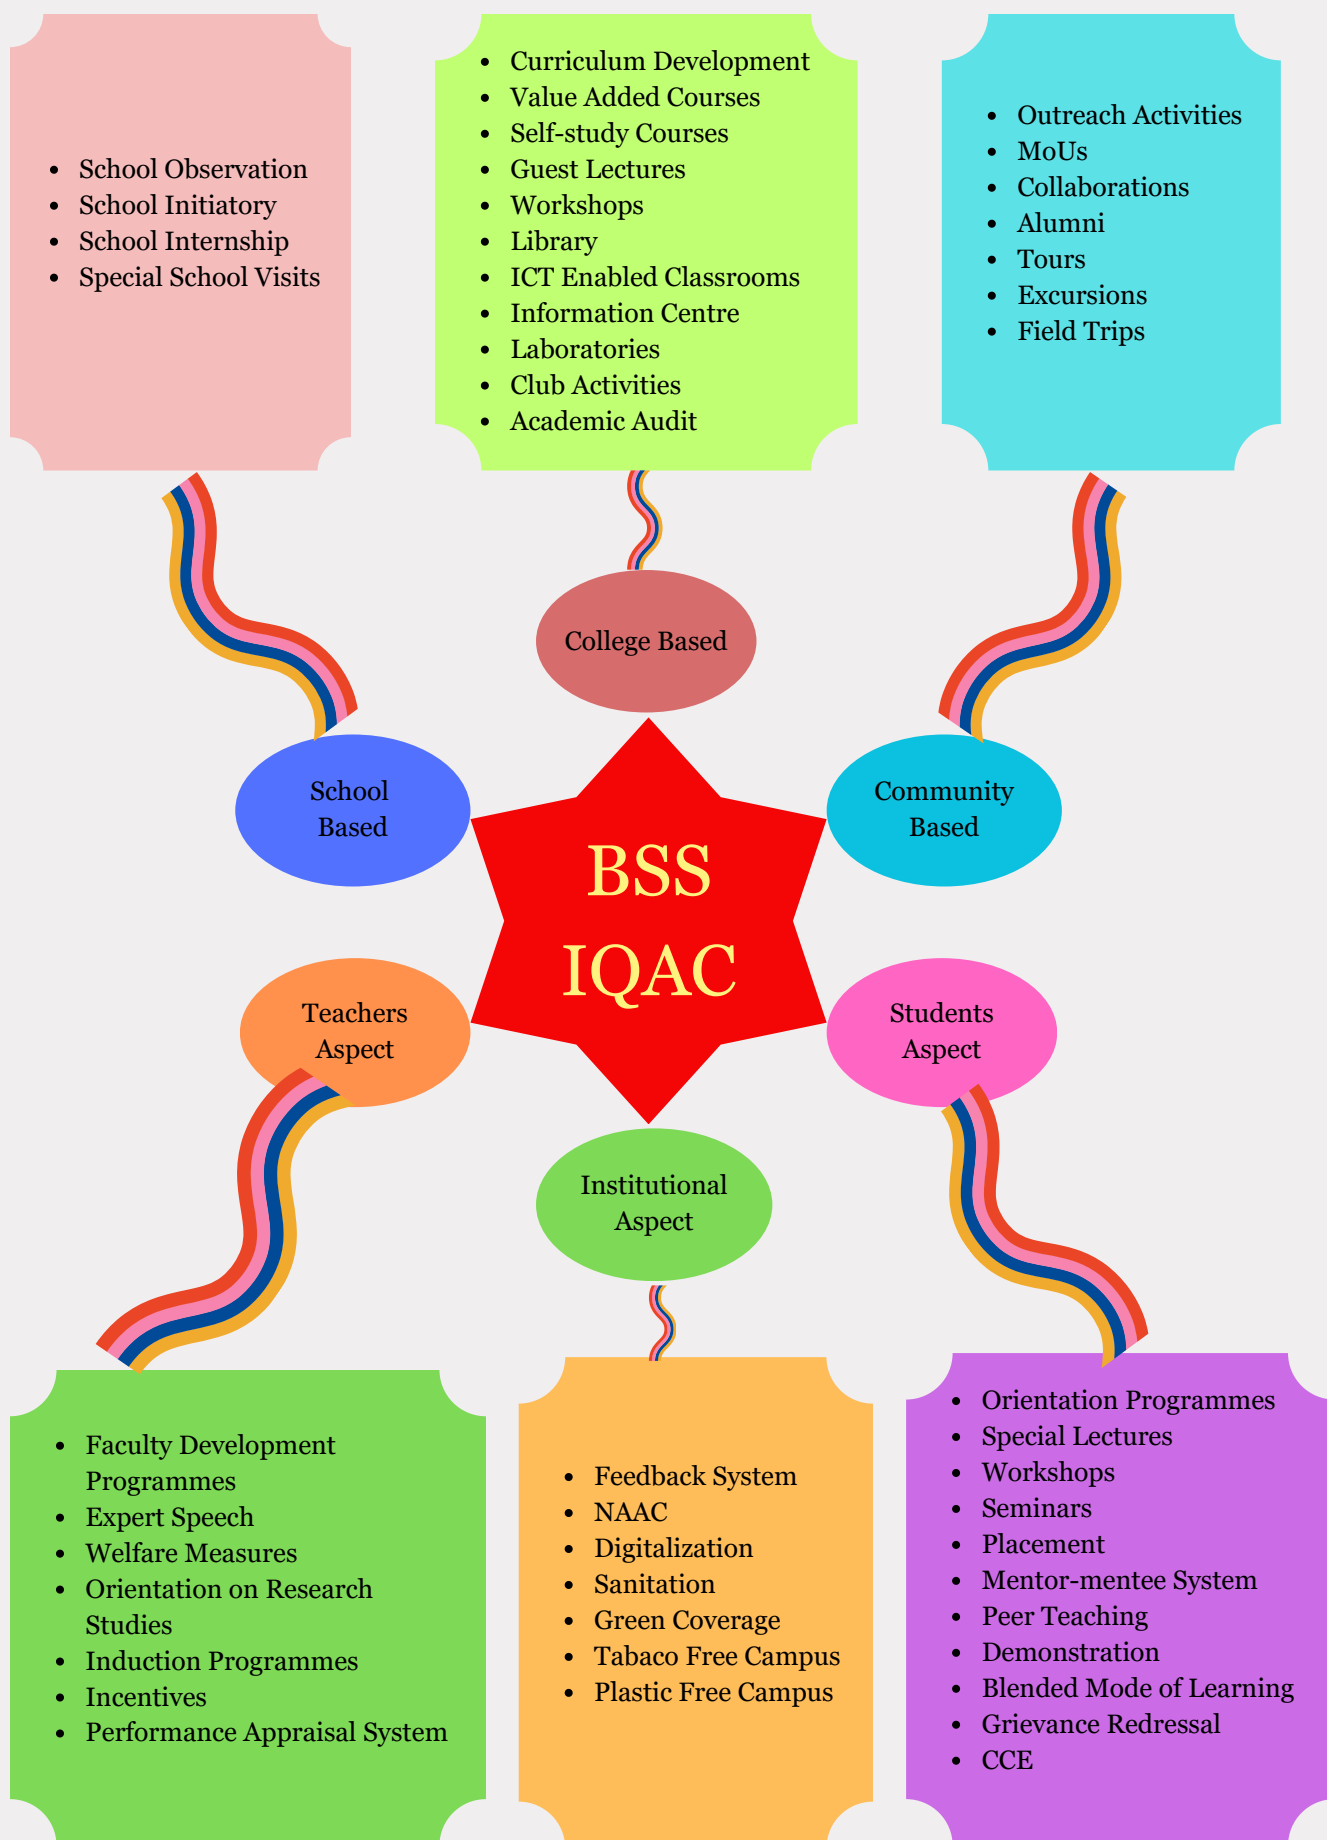 • School Observation
• School Initiatory
• School Internship
• Special School Visits
• Curriculum Development
• Value Added Courses
• Self-study Courses
• Guest Lectures
• Workshops
• Library
• ICT Enabled Classrooms
• Information Centre
• Laboratories
• Club Activities
• Academic Audit
• Outreach Activities
• MoUs
• Collaborations
• Alumni
• Tours
• Excursions
• Field Trips
College Based
School
Based
Community
Based
BSS
IQAC
Teachers
Aspect
Students
Aspect
Institutional
Aspect
• Faculty Development
Programmes
• Expert Speech
• Welfare Measures
• Orientation on Research
Studies
• Induction Programmes
• Incentives
• Performance Appraisal System
• Feedback System
• NAAC
• Digitalization
• Sanitation
• Green Coverage
• Tabaco Free Campus
• Plastic Free Campus
• Orientation Programmes
• Special Lectures
• Workshops
• Seminars
• Placement
• Mentor-mentee System
• Peer Teaching
• Demonstration
• Blended Mode of Learning
• Grievance Redressal
• CCE